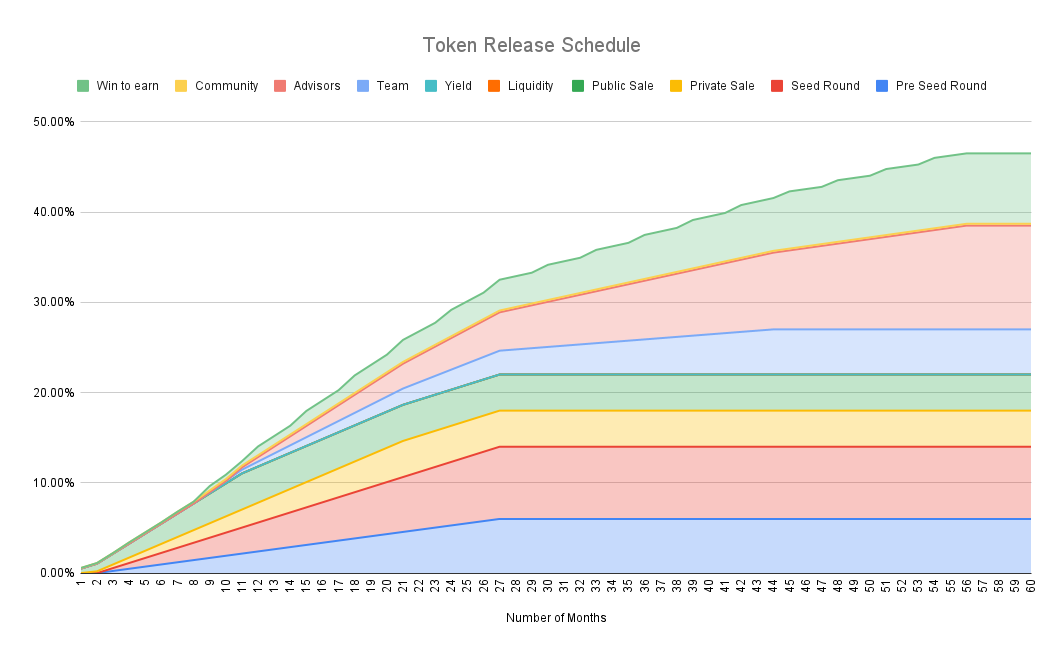 Token Release Schedule
Win to earn Community Advisors Team Yield Liquidity Public Sale Private Sale Seed Round Pre Seed Round
50.00%
40.00%
30.00%
20.00%
10.00%
0.00%
1 2 3 4 5 6 7 8 9 10 11 12 13 14 15 16 17 18 19 20 21 22 23 24 25 26 27 28 29 30 31 32 33 34 35 36 37 38 39 40 41 42 43 44 45 46 47 48 49 50 51 52 53 54 55 56 57 58 59 60
Number of Months